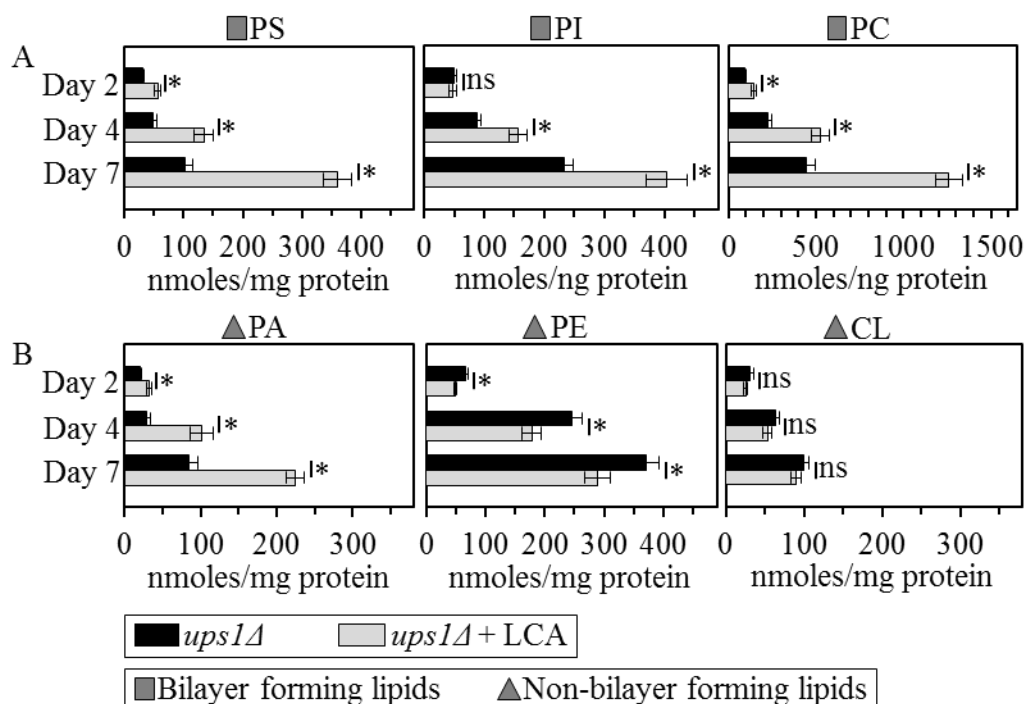 PS PI PC
A
Day 2 * ns *
Day 4 * * *
Day 7 * * *
0 100 200 300 400 0 100 200 300 400 0 500 1000 1500
nmoles/mg protein nmoles/ng protein nmoles/ng protein
PA PE CL
B
Day 2 * * ns
Day 4 * * ns
Day 7 * * ns
0 100 200 300 0 100 200 300 400 0 100 200 300
nmoles/mg protein nmoles/mg protein nmoles/mg protein
ups1Δ ups1Δ + LCA
Bilayer forming lipids Non-bilayer forming lipids